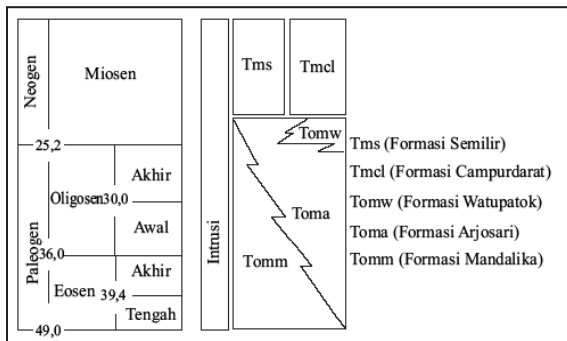 Neogen
Miosen
25,2
Paleogen
Oligosen
30,0
Akhir
Awal
36,0
Eosen
39,4
Akhir
Tengah
49,0
Intrusi
Tms
Tmcl
Tomw
Toma
Tomm
Tms (Formasi Semilir)
Tmcl (Formasi Campurdarat)
Tomw (Formasi Watupatok)
Toma (Formasi Arjosari)
Tomm (Formasi Mandalika)